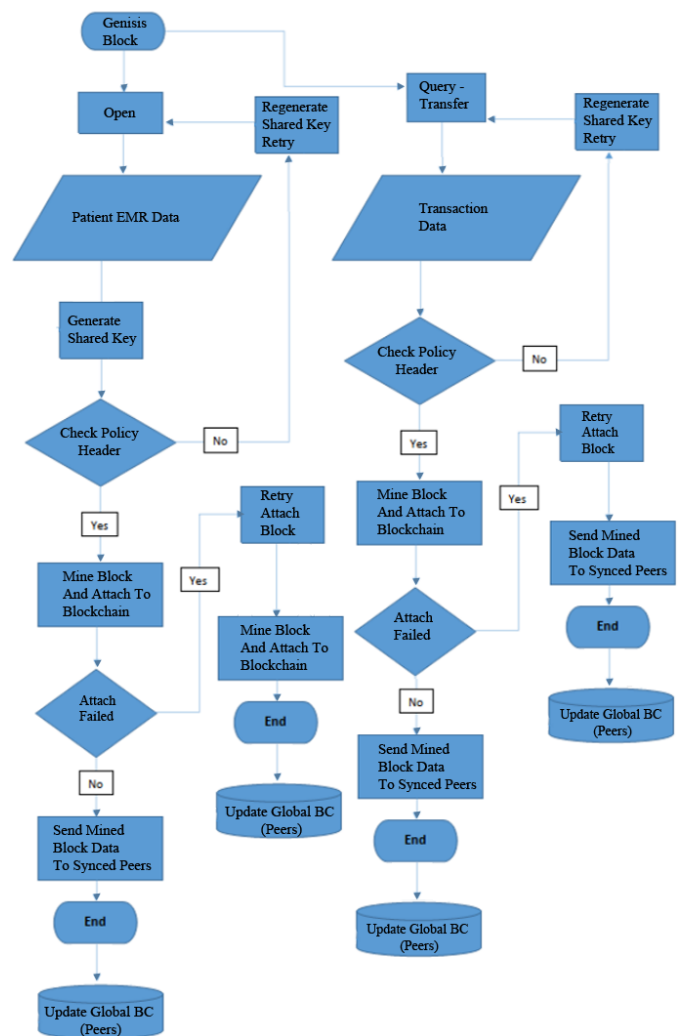 Genisis
Block
Open
Regenerate
Shared Key
Retry
Patient EMR Data
Generate
Shared Key
Check Policy
Header
No
Yes
Mine Block
And Attach To
Blockchain
Attach
Failed
Yes
Retry
Attach
Block
Mine Block
And Attach To
Blockchain
End
Update Global BC
(Peers)
No
Send Mined
Block Data
To Synced Peers
End
Update Global BC
(Peers)
Query -
Transfer
Regenerate
Shared Key
Retry
Transaction
Data
Check Policy
Header
No
Yes
Mine Block
And Attach To
Blockchain
Attach
Failed
Yes
Retry
Attach
Block
Send Mined
Block Data
To Synced Peers
End
Update Global BC
(Peers)
No
Send Mined
Block Data
To Synced Peers
End
Update Global BC
(Peers)